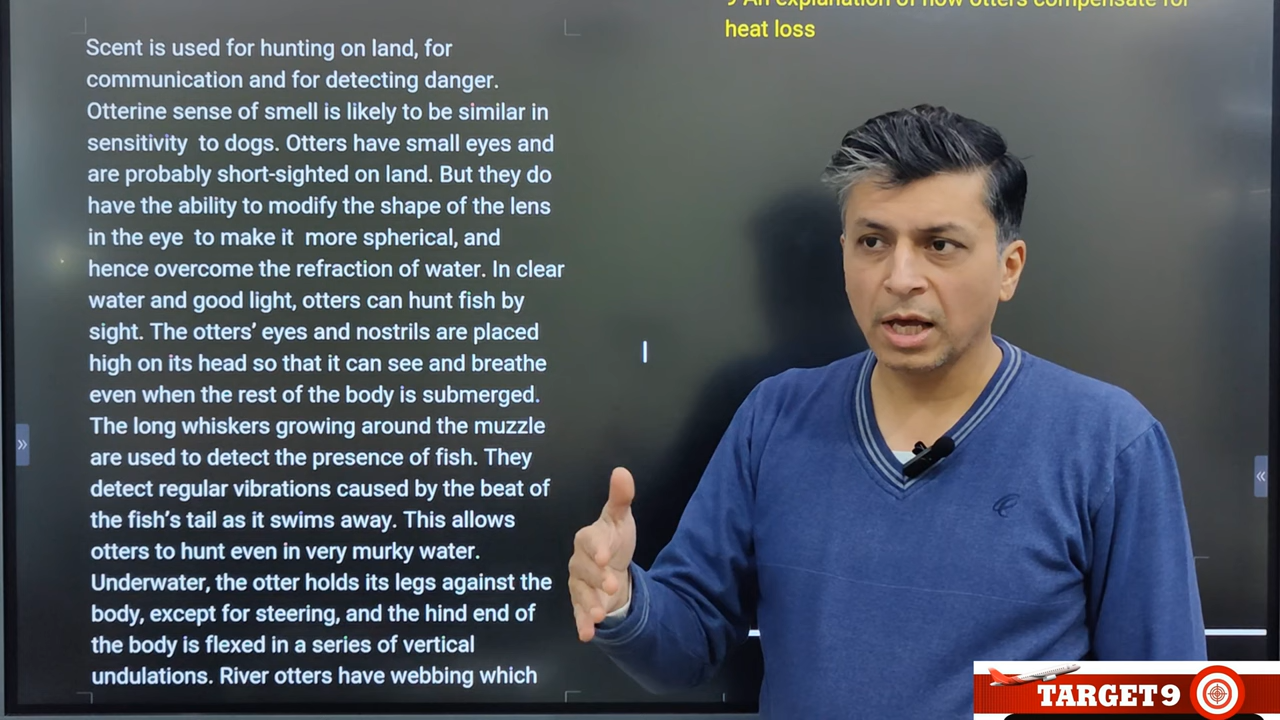 9 An explanation of how otters compensate for
heat loss
Scent is used for hunting on land, for
communication and for detecting danger.
Otterine sense of smell is likely to be similar in
sensitivity to dogs. Otters have small eyes and
are probably short-sighted on land. But they do
have the ability to modify the shape of the lens
in the eye to make it more spherical, and
hence overcome the refraction of water. In clear
water and good light, otters can hunt fish by
sight. The otters’ eyes and nostrils are placed
high on its head so that it can see and breathe
even when the rest of the body is submerged.
The long whiskers growing around the muzzle
are used to detect the presence of fish. They
detect regular vibrations caused by the beat of
the fish’s tail as it swims away. This allows
otters to hunt even in very murky water.
Underwater, the otter holds its legs against the
body, except for steering, and the hind end of
the body is flexed in a series of vertical
undulations. River otters have webbing which
TARGET9